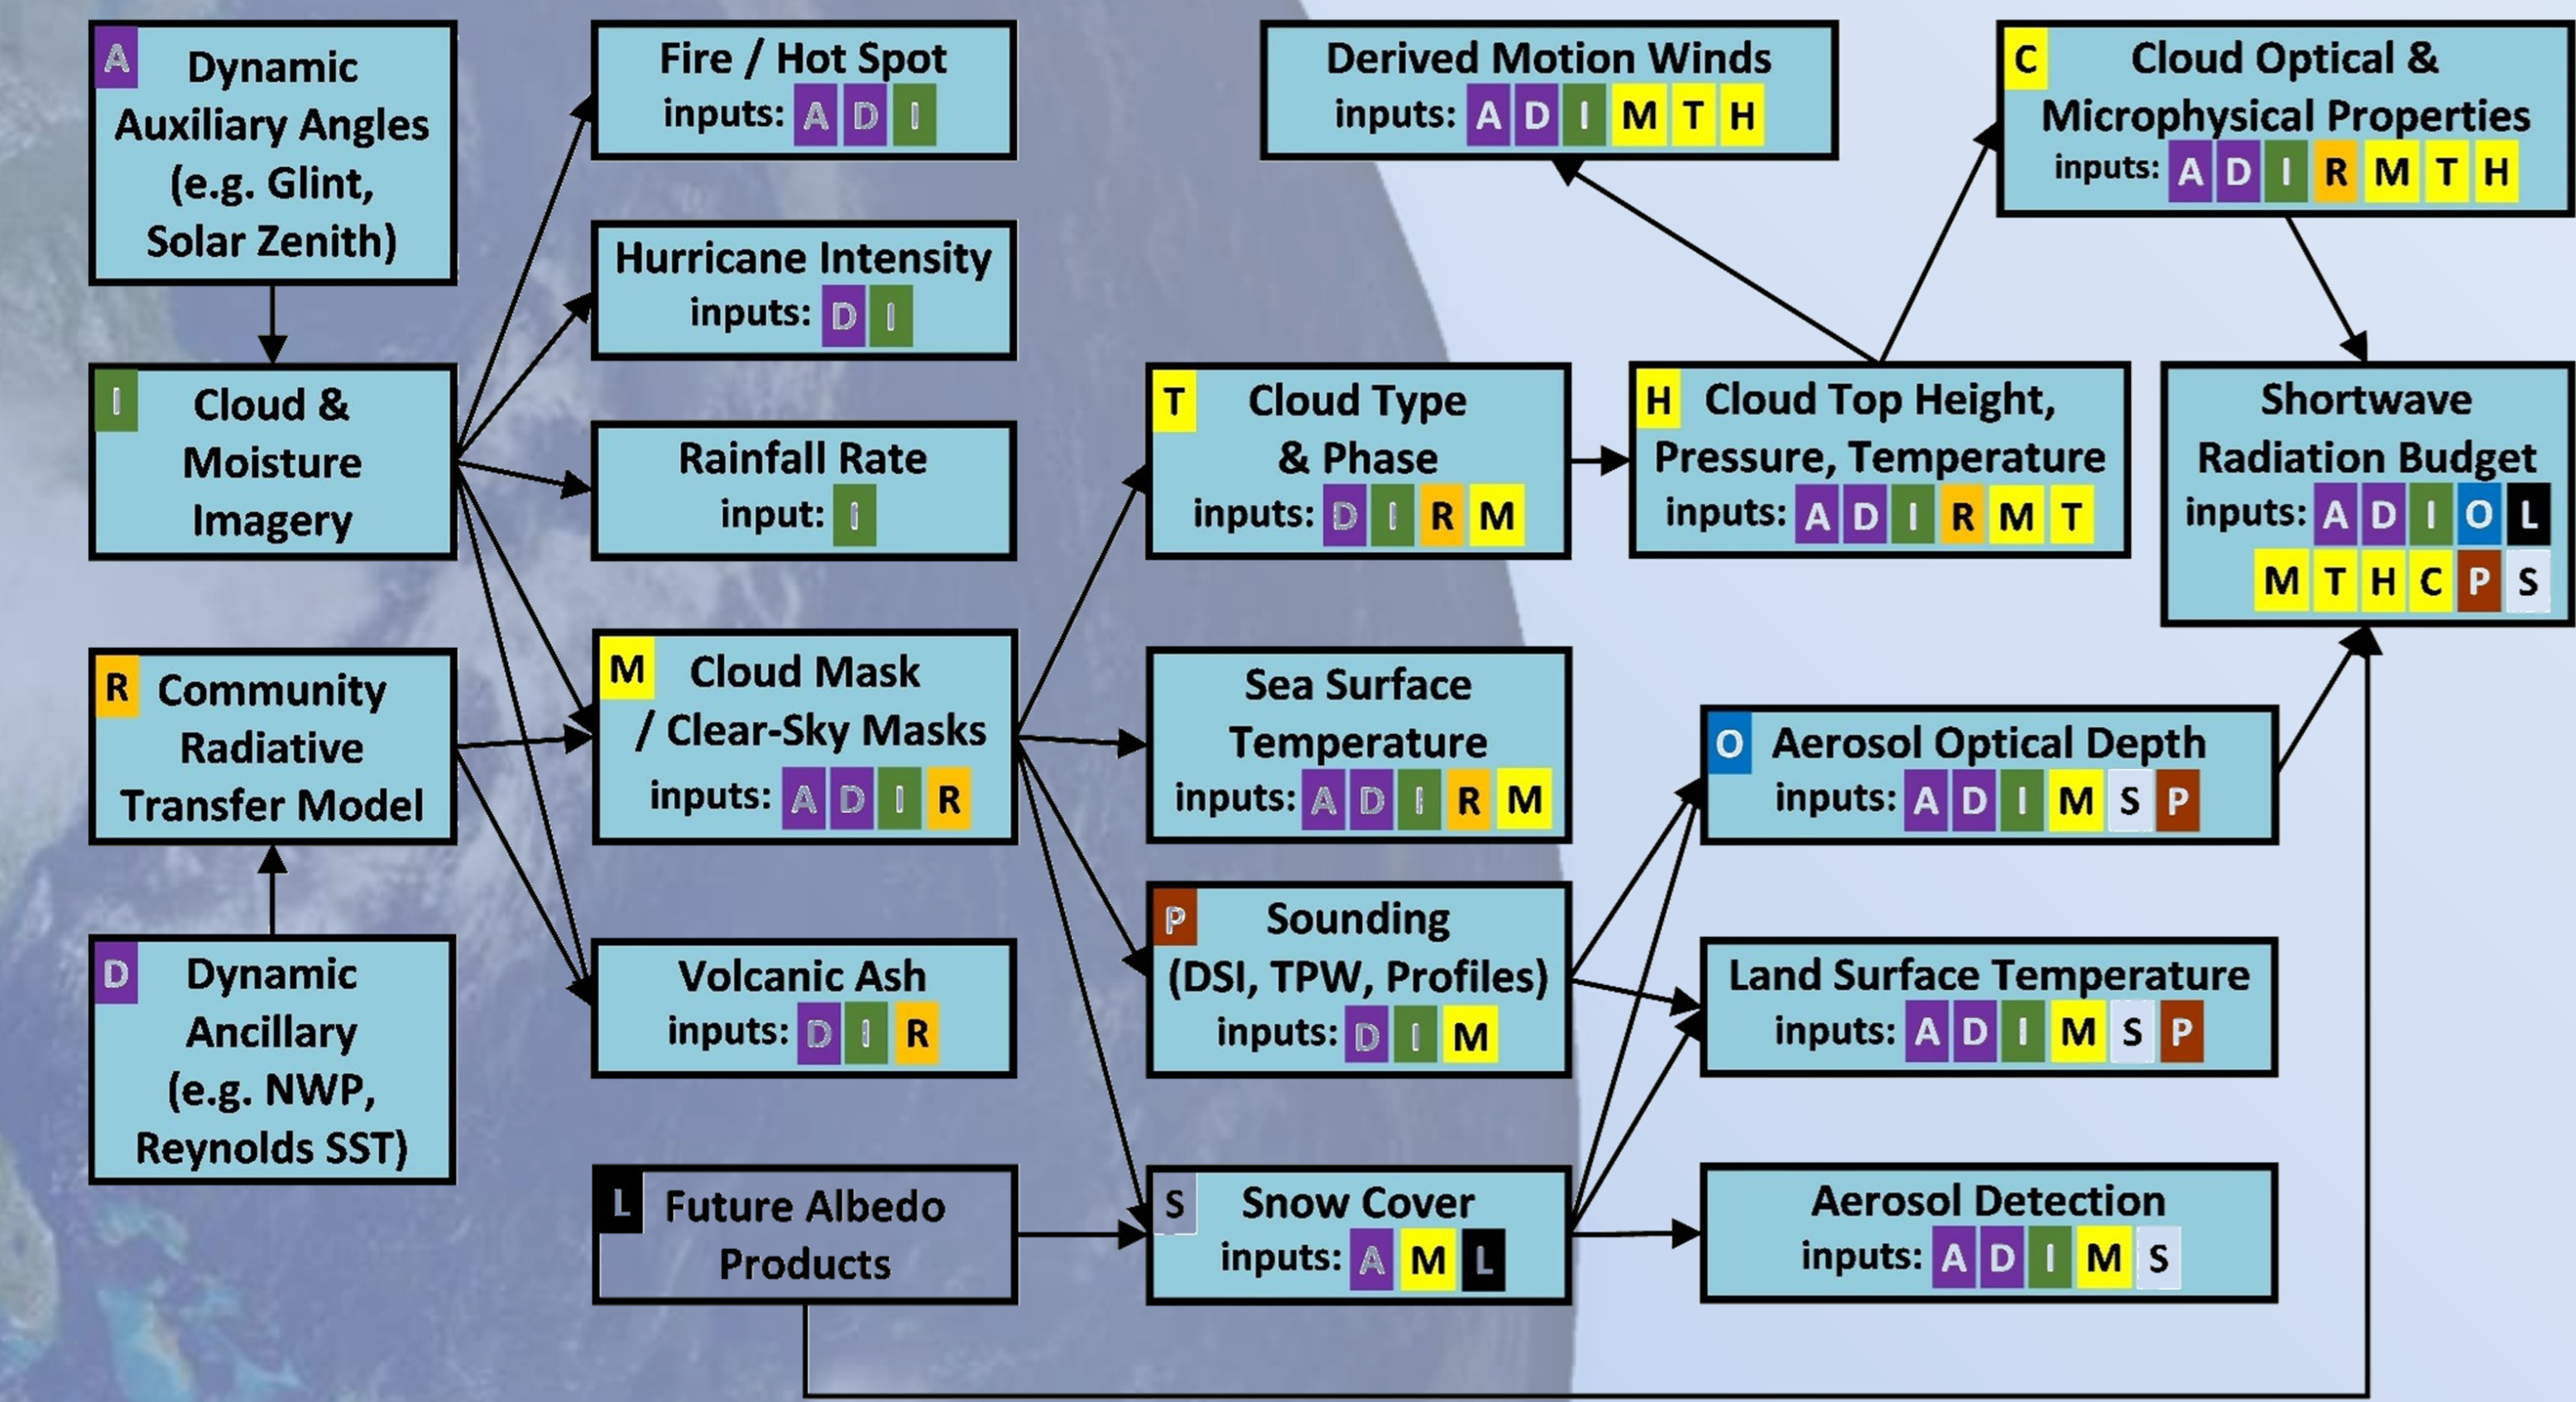 A Dynamic
Auxiliary Angles
(e.g. Glint,
Solar Zenith)
I Cloud &
Moisture
Imagery
R Community
Radiative
Transfer Model
D Dynamic
Ancillary
(e.g. NWP,
Reynolds SST)
Fire / Hot Spot
inputs: A D I
Hurricane Intensity
inputs: D I
Rainfall Rate
input: I
M Cloud Mask
/ Clear-Sky Masks
inputs: A D I R
Volcanic Ash
inputs: D I R
L Future Albedo
Products
Derived Motion Winds
inputs: A D I M T H
T Cloud Type
& Phase
inputs: D I R M
Sea Surface
Temperature
inputs: A D I R M
P Sounding
(DSI, TPW, Profiles)
inputs: D I M
S Snow Cover
inputs: A M L
C Cloud Optical &
Microphysical Properties
inputs: A D I R M T H
H Cloud Top Height,
Pressure, Temperature
inputs: A D I R M T
Shortwave
Radiation Budget
inputs: A D I O L
M T H C P S
O Aerosol Optical Depth
inputs: A D I M S P
Land Surface Temperature
inputs: A D I M S P
Aerosol Detection
inputs: A D I M S